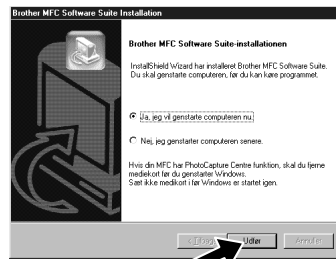 Brother MFC Software Suite Installation
Brother MFC Software Suite-installationen
InstallShield Wizard har installeret Brother MFC Software Suite.
Du skal genstarte computeren, før du kan køre programmet.
Ja, jeg vil genstarte computeren nu.
Nej, jeg genstarter computeren senere.
Hvis din MFC har PhotoCapture Centre funktion, skal du fjerne
mediekort før du genstarter Windows.
Sæt ikke medikort i før Windows er startet igen.
< Tilbage
Udfør
Annuller